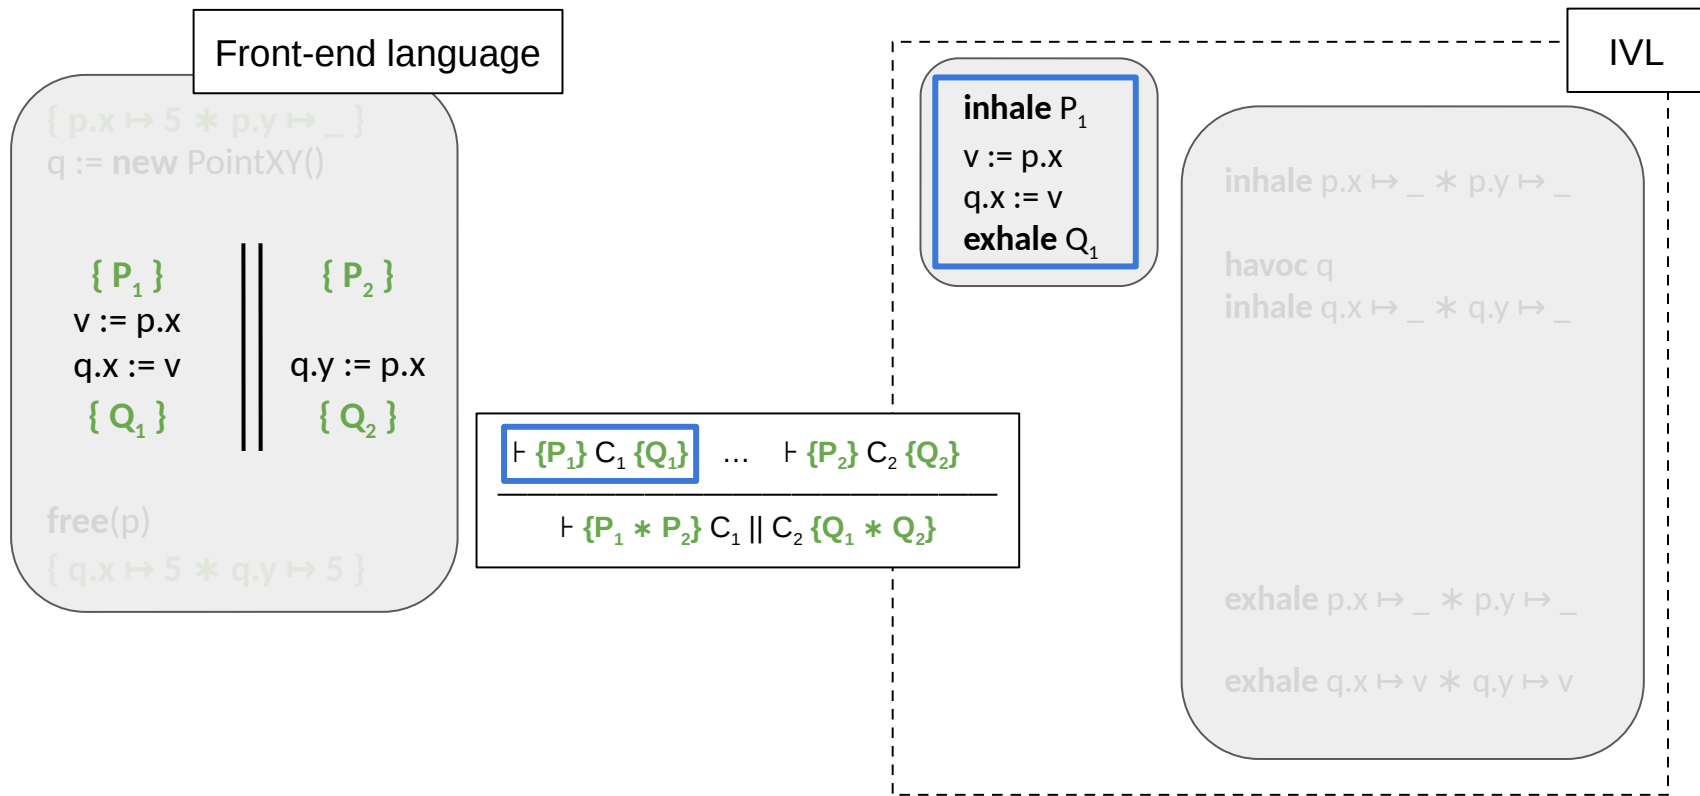 Front-end language
{ p.x ↦ 5 ∗ p.y ↦ _ }
q := new PointXY()
{ P₁ }
{ P₂ }
v := p.x
q.x := v
q.y := p.x
{ Q₁ }
{ Q₂ }
free(p)
{ q.x ↦ 5 ∗ q.y ↦ 5 }
⊦ {P₁} C₁ {Q₁} ... ⊦ {P₂} C₂ {Q₂}
⊦ {P₁ ∗ P₂} C₁ || C₂ {Q₁ ∗ Q₂}
IVL
inhale P₁
v := p.x
q.x := v
exhale Q₁
inhale p.x ↦ _ ∗ p.y ↦ _
havoc q
inhale q.x ↦ _ ∗ q.y ↦ _
exhale p.x ↦ _ ∗ p.y ↦ _
exhale q.x ↦ v ∗ q.y ↦ v